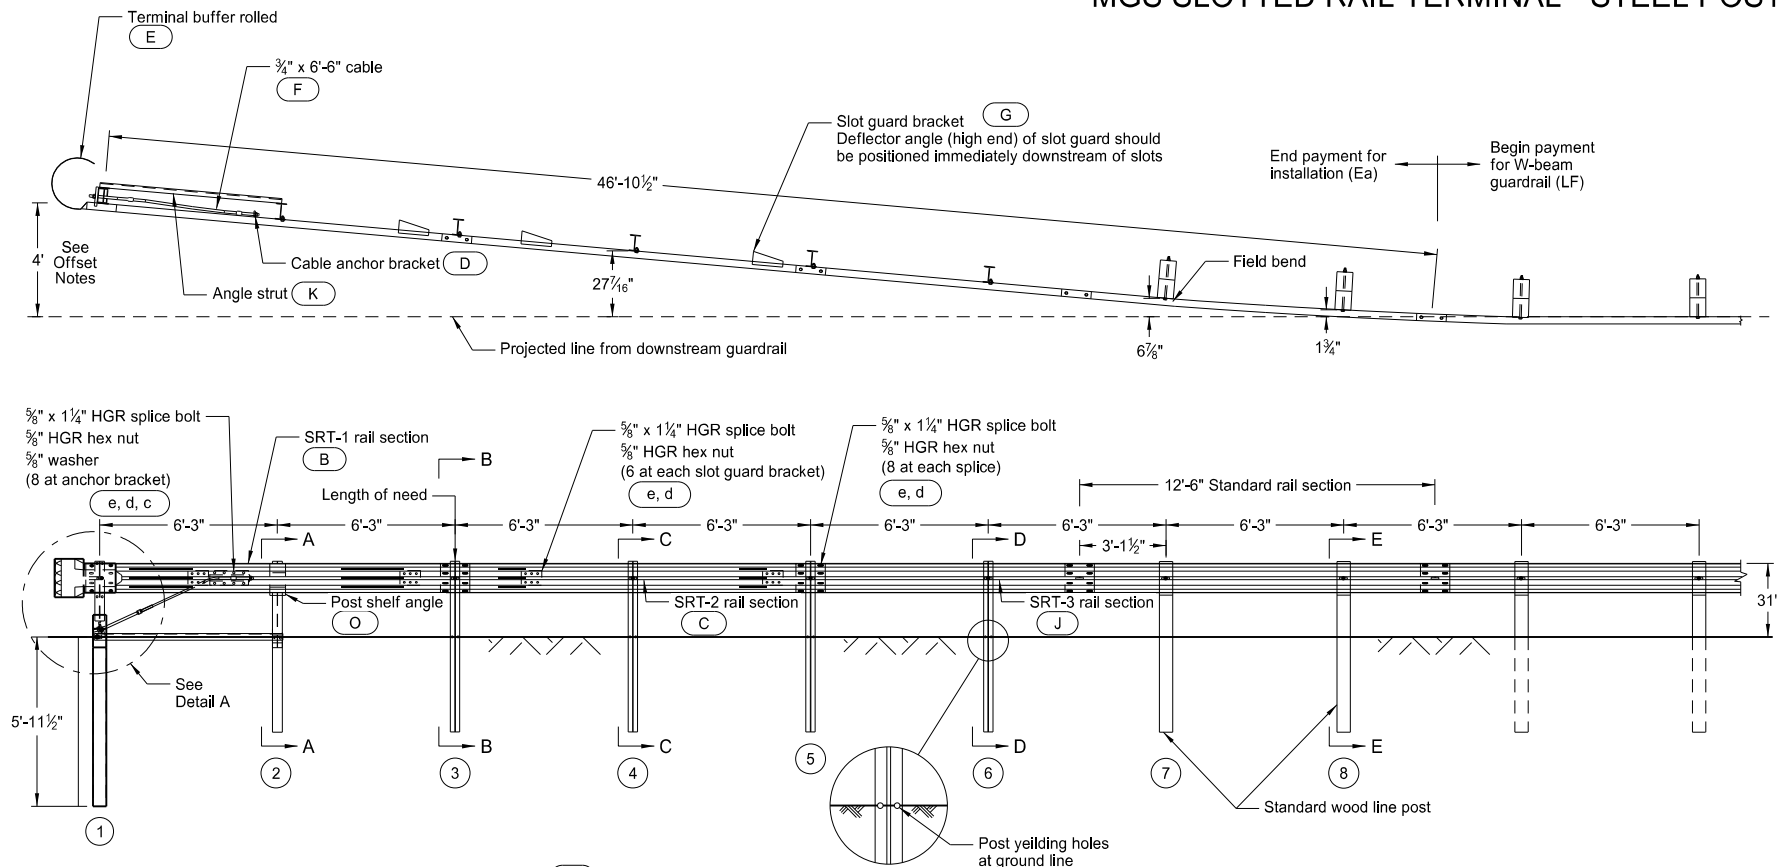 MGS SLOTTED RAIL TERMINAL - STEEL POST
Terminal buffer rolled
E
¾" x 6'-6" cable
F
Slot guard bracket G
Deflector angle (high end) of slot guard should
be positioned immediately downstream of slots
End payment for
installation (Ea)
Begin payment
for W-beam
guardrail (LF)
46'-10½"
4'
See
Offset
Notes
Cable anchor bracket D
Angle strut K
27⁷⁄₁₆"
Field bend
6⅞"
1¾"
Projected line from downstream guardrail
⅝" x 1¼" HGR splice bolt
⅝" HGR hex nut
⅝" washer
(8 at anchor bracket)
e, d, c
SRT-1 rail section
B
B
Length of need
⅝" x 1¼" HGR splice bolt
⅝" HGR hex nut
(6 at each slot guard bracket)
e, d
⅝" x 1¼" HGR splice bolt
⅝" HGR hex nut
(8 at each splice)
e, d
12'-6" Standard rail section
6'-3" 6'-3" 6'-3" 6'-3" 6'-3" 6'-3" 6'-3" 6'-3" 6'-3"
A C D E
3'-1½"
Post shelf angle
O
SRT-2 rail section
C
SRT-3 rail section
J
31"
See
Detail A
5'-11½"
A B C D E
1 2 3 4 5 6 7 8
Standard wood line post
Post yeilding holes
at ground line